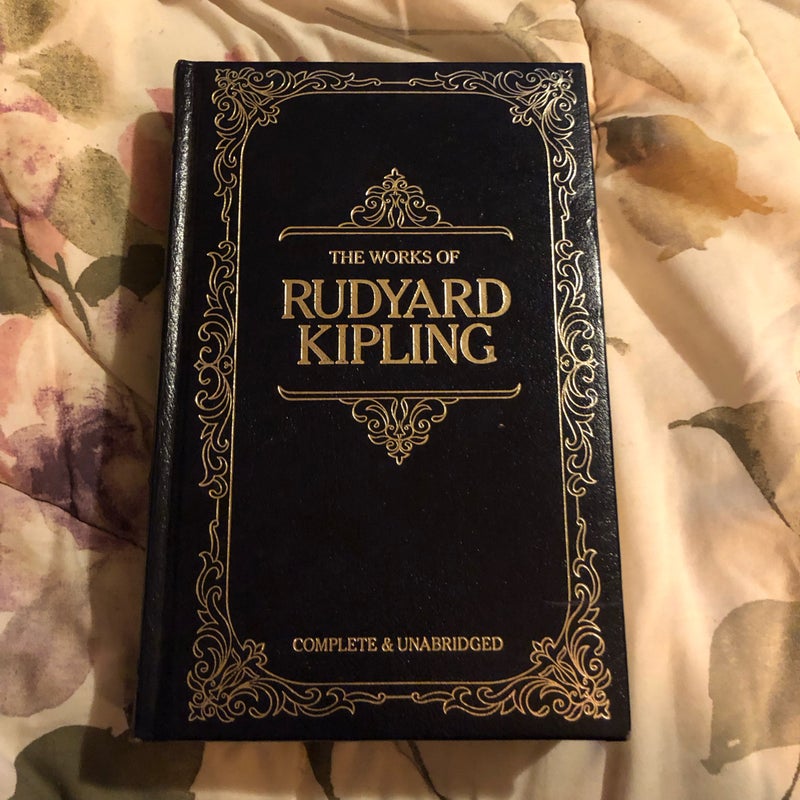 THE WORKS OF
RUDYARD
KIPLING
COMPLETE & UNABRIDGED